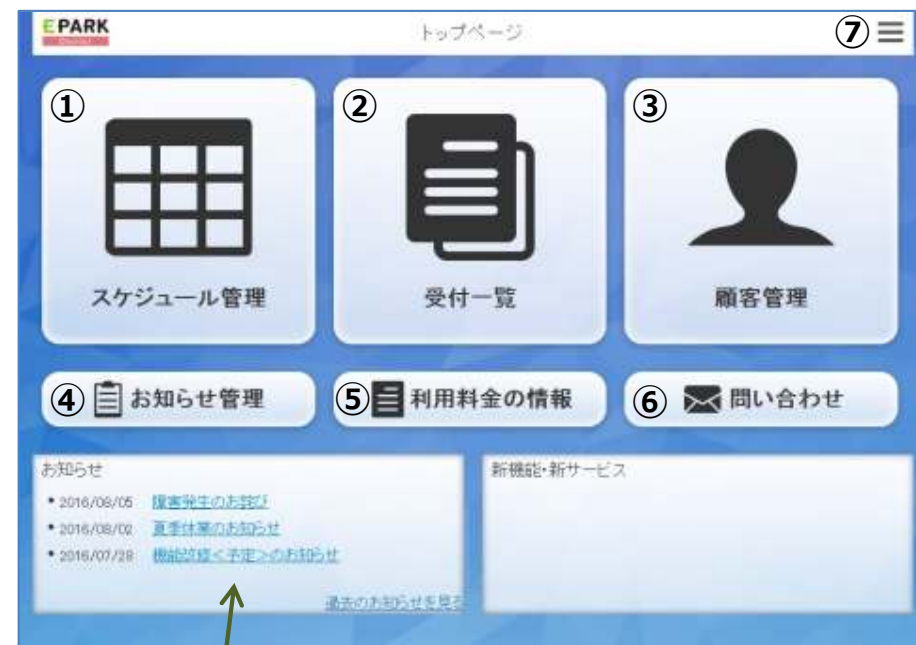 EPARK
トップページ
⑦
①
②
③
スケジュール管理
受付一覧
顧客管理
④ お知らせ管理
⑤ 利用料金の情報
⑥ 問い合わせ
お知らせ
• 2016/08/05 障害発生のお詫び
• 2016/08/02 夏季休業のお知らせ
• 2016/07/28 機能改修<予定>のお知らせ
過去のお知らせを見る
新機能・新サービス